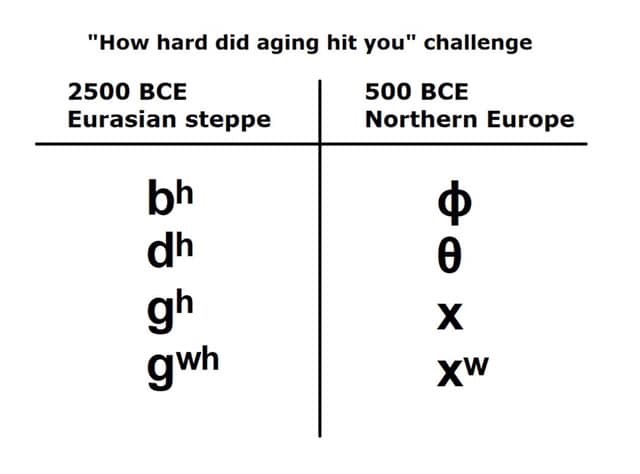 "How hard did aging hit you" challenge
2500 BCE 500 BCE
Eurasian steppe Northern Europe
bʰ ɸ
dʰ θ
gʰ x
gʷʰ xʷ